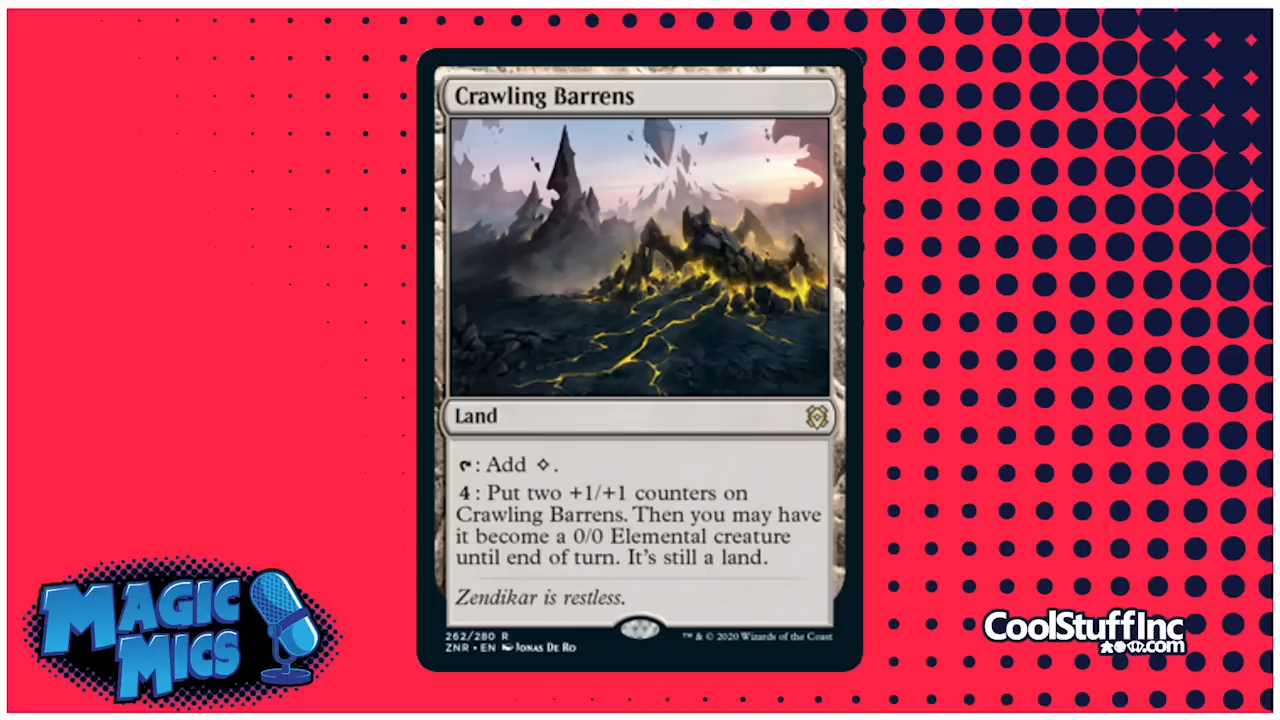 Crawling Barrens
Land
: Add .
4 : Put two +1/+1 counters on
Crawling Barrens. Then you may have
it become a 0/0 Elemental creature
until end of turn. It's still a land.
Zendikar is restless.
262/280 R
ZNR • EN Jonas De Ro
™ & © 2020 Wizards of the Coast
MAGIC
MICS
CoolStuffInc
.com